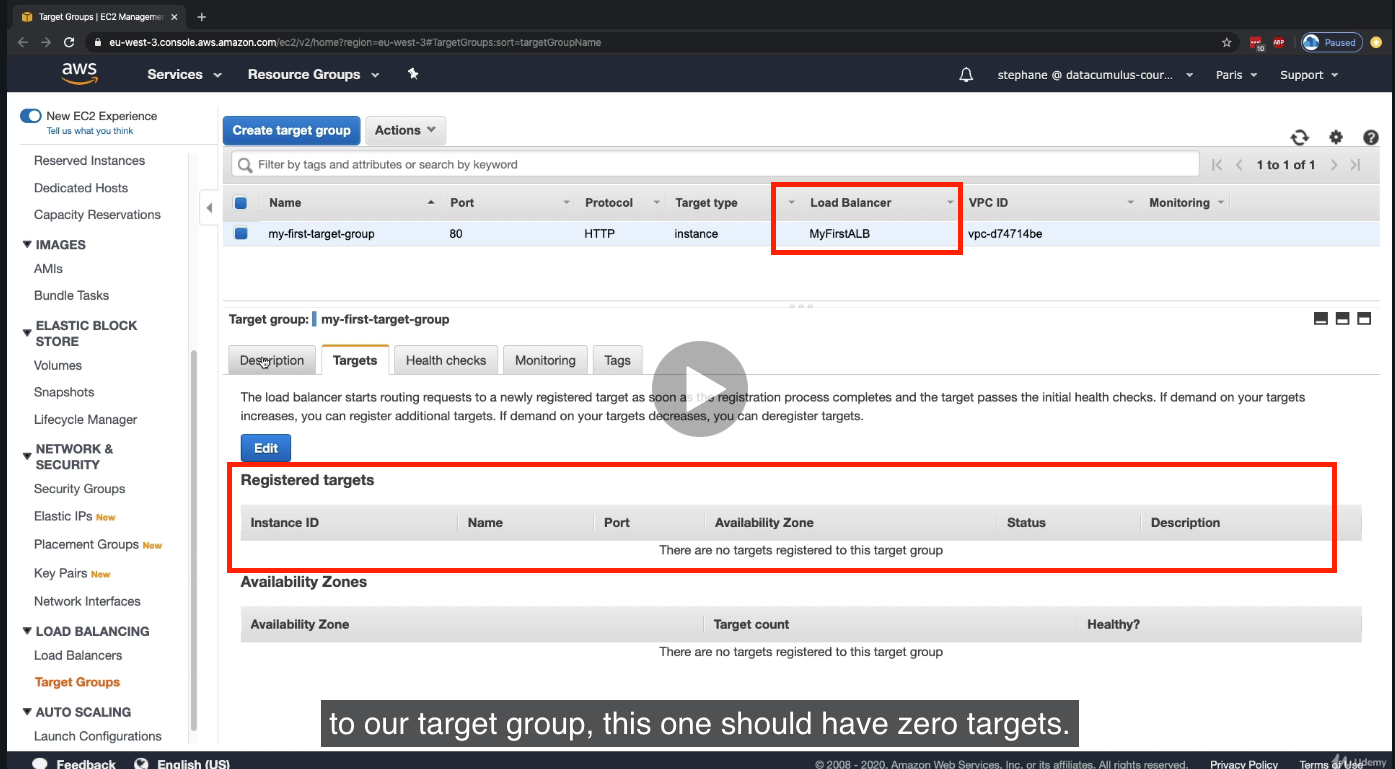 Target Groups | EC2 Managemen
eu-west-3.console.aws.amazon.com/ec2/v2/home?region=eu-west-3#TargetGroups:sort=targetGroupName
10
ABP
Paused
aws
Services
Resource Groups
stephane @ datacumulus-cour...
Paris
Support
New EC2 Experience
Tell us what you think
Reserved Instances
Dedicated Hosts
Capacity Reservations
IMAGES
AMIs
Bundle Tasks
ELASTIC BLOCK
STORE
Volumes
Snapshots
Lifecycle Manager
NETWORK &
SECURITY
Security Groups
Elastic IPs New
Placement Groups New
Key Pairs New
Network Interfaces
LOAD BALANCING
Load Balancers
Target Groups
AUTO SCALING
Launch Configurations
Create target group
Actions
Filter by tags and attributes or search by keyword
1 to 1 of 1
Name Port Protocol Target type Load Balancer VPC ID Monitoring
my-first-target-group 80 HTTP instance MyFirstALB vpc-d74714be
Target group: my-first-target-group
Description Targets Health checks Monitoring Tags
The load balancer starts routing requests to a newly registered target as soon as the registration process completes and the target passes the initial health checks. If demand on your targets
increases, you can register additional targets. If demand on your targets decreases, you can deregister targets.
Edit
Registered targets
Instance ID Name Port Availability Zone Status Description
There are no targets registered to this target group
Availability Zones
Availability Zone Target count Healthy?
There are no targets registered to this target group
to our target group, this one should have zero targets.
Feedback English (US)
© 2008 - 2020, Amazon Web Services, Inc. or its affiliates. All rights reserved. Privacy Policy Terms of Use
Udemy